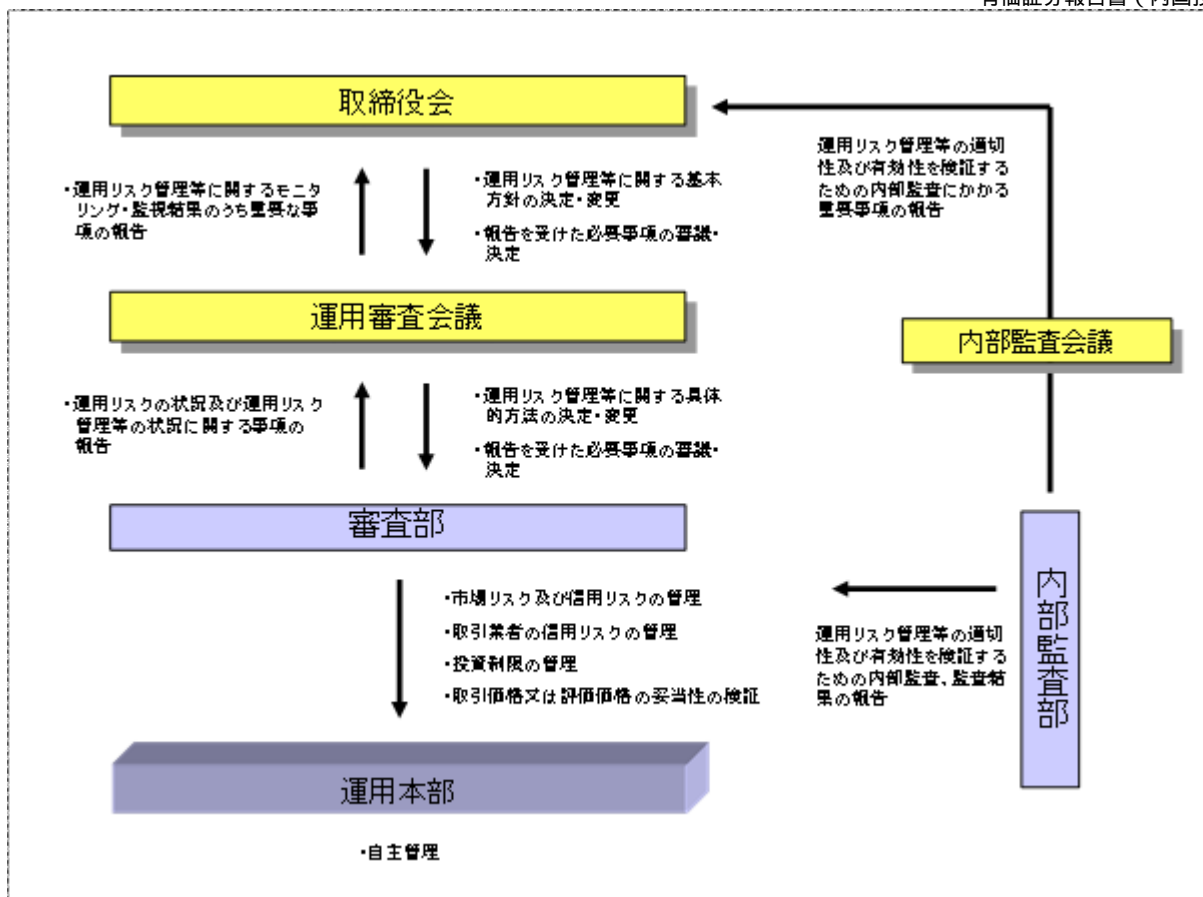 取締役会
・運用リスク管理等に関するモニタ
リング・監視結果のうち重要な事
項の報告
・運用リスク管理等に関する基本
方針の決定・変更
・報告を受けた必要事項の審議・
決定
運用リスク管理等の適切
性及び有効性を検証する
ための内部監査にかかる
重要事項の報告
運用審査会議
内部監査会議
・運用リスクの状況及び運用リスク
管理等の状況に関する事項の
報告
・運用リスク管理等に関する具体
的方法の決定・変更
・報告を受けた必要事項の審議・
決定
審査部
・市場リスク及び信用リスクの管理
・取引業者の信用リスクの管理
・投資制限の管理
・取引価格又は評価価格の妥当性の検証
運用リスク管理等の適切
性及び有効性を検証する
ための内部監査、監査結
果の報告
内部監査部
運用本部
・自主管理